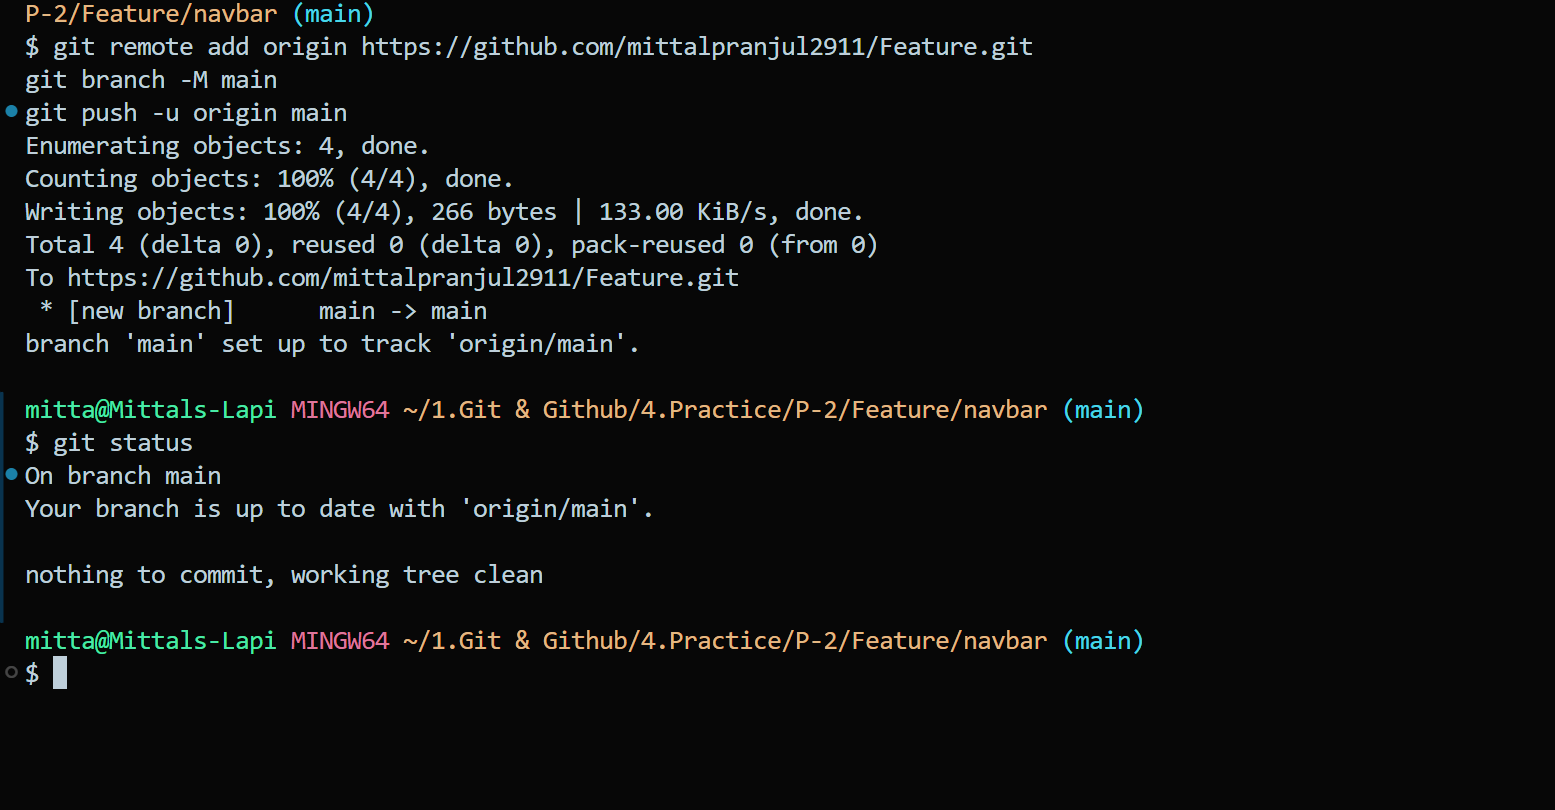 P-2/Feature/navbar (main)
$ git remote add origin https://github.com/mittalpranjul2911/Feature.git
git branch -M main
git push -u origin main
Enumerating objects: 4, done.
Counting objects: 100% (4/4), done.
Writing objects: 100% (4/4), 266 bytes | 133.00 KiB/s, done.
Total 4 (delta 0), reused 0 (delta 0), pack-reused 0 (from 0)
To https://github.com/mittalpranjul2911/Feature.git
 * [new branch]      main -> main
branch 'main' set up to track 'origin/main'.
mitta@Mittals-Lapi MINGW64 ~/1.Git & Github/4.Practice/P-2/Feature/navbar (main)
$ git status
On branch main
Your branch is up to date with 'origin/main'.
nothing to commit, working tree clean
mitta@Mittals-Lapi MINGW64 ~/1.Git & Github/4.Practice/P-2/Feature/navbar (main)
$